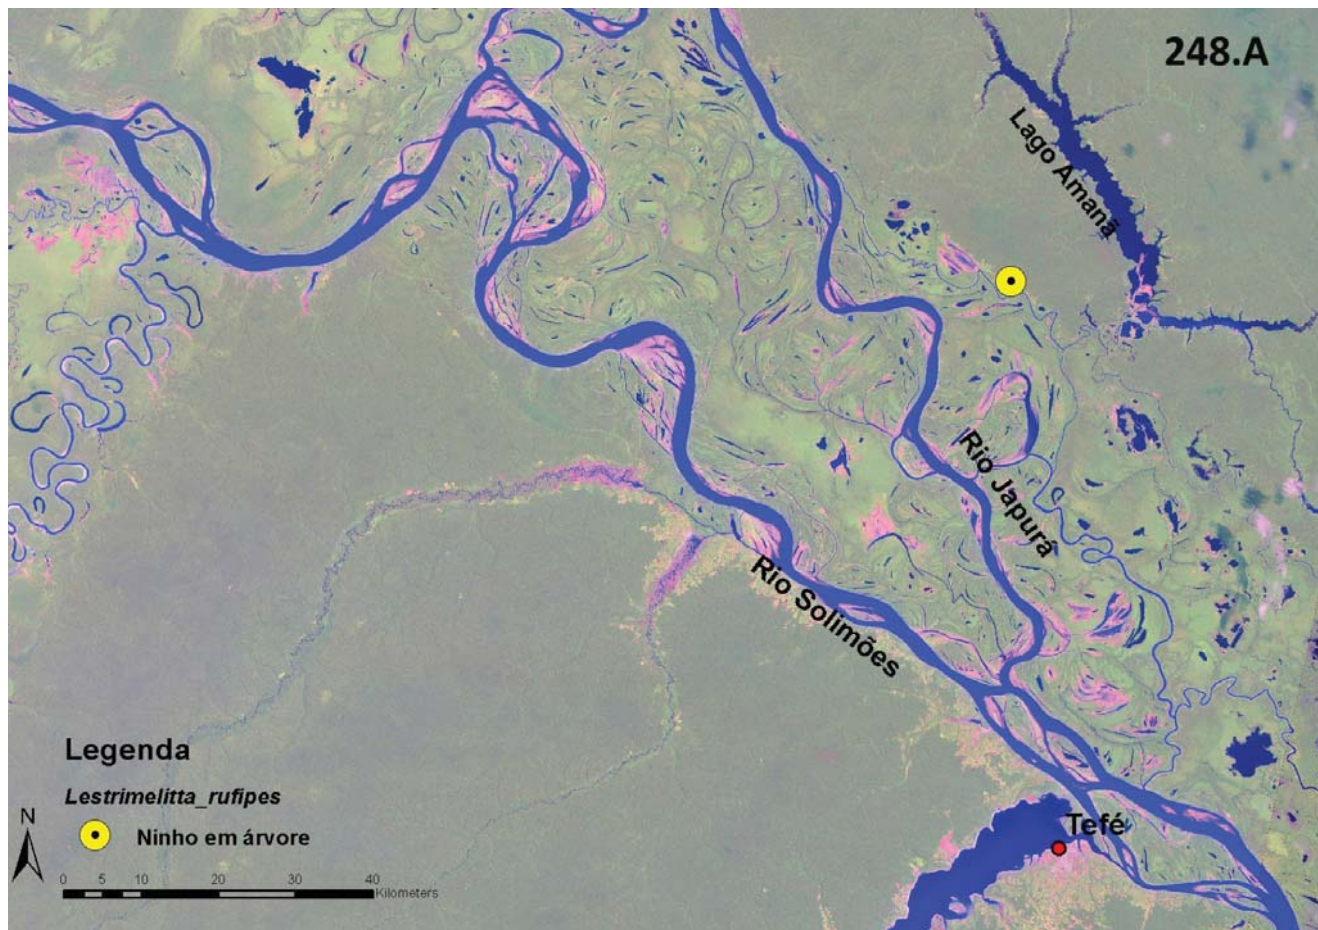 248.A
Lago Amanã
Rio Japurá
Rio Solimões
Tefé
Legenda
Lestrimelitta_rufipes
Ninho em árvore
N
0 5 10 20 30 40
Kilometers